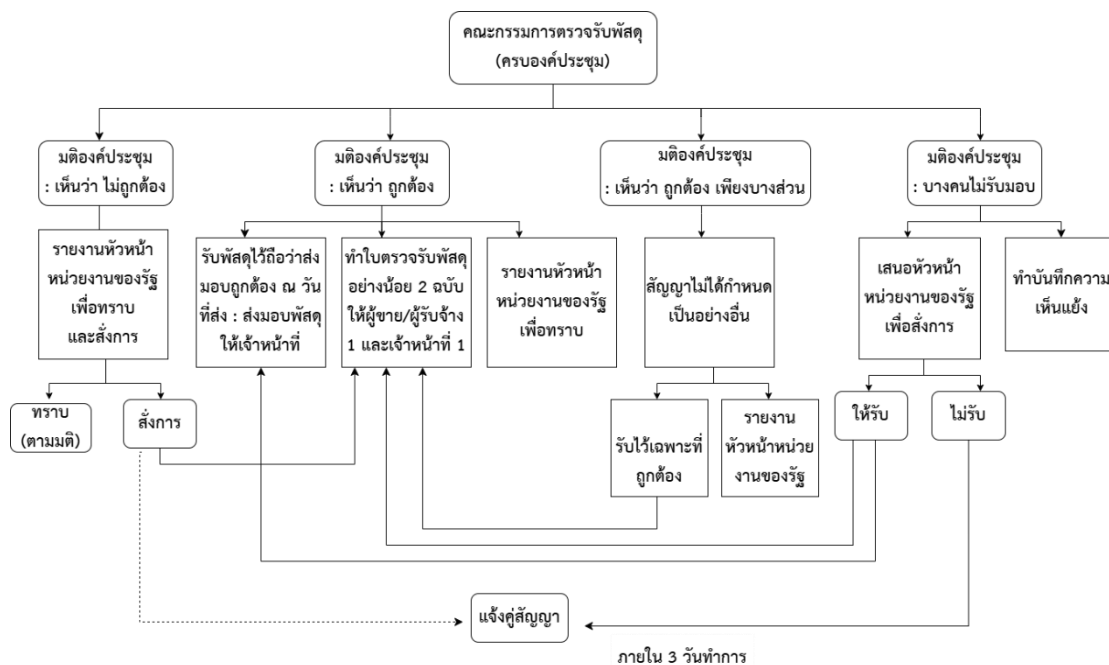 คณะกรรมการตรวจรับพัสดุ
(ครบองค์ประชุม)
มติองค์ประชุม
: เห็นว่า ไม่ถูกต้อง
มติองค์ประชุม
: เห็นว่า ถูกต้อง
มติองค์ประชุม
: เห็นว่า ถูกต้อง เพียงบางส่วน
มติองค์ประชุม
: บางคนไม่รับมอบ
รายงานหัวหน้า
หน่วยงานของรัฐ
เพื่อทราบ
และสั่งการ
รับพัสดุไว้ถือว่าส่ง
มอบถูกต้อง ณ วัน
ที่ส่ง : ส่งมอบพัสดุ
ให้เจ้าหน้าที่
ทำใบตรวจรับพัสดุ
อย่างน้อย 2 ฉบับ
ให้ผู้ขาย/ผู้รับจ้าง
1 และเจ้าหน้าที่ 1
รายงานหัวหน้า
หน่วยงานของรัฐ
เพื่อทราบ
สัญญาไม่ได้กำหนด
เป็นอย่างอื่น
เสนอหัวหน้า
หน่วยงานของรัฐ
เพื่อสั่งการ
ทำบันทึกความ
เห็นแย้ง
ทราบ
(ตามมติ)
สั่งการ
รับไว้เฉพาะที่
ถูกต้อง
รายงาน
หัวหน้าหน่วย
งานของรัฐ
ให้รับ
ไม่รับ
แจ้งคู่สัญญา
ภายใน 3 วันทำการ